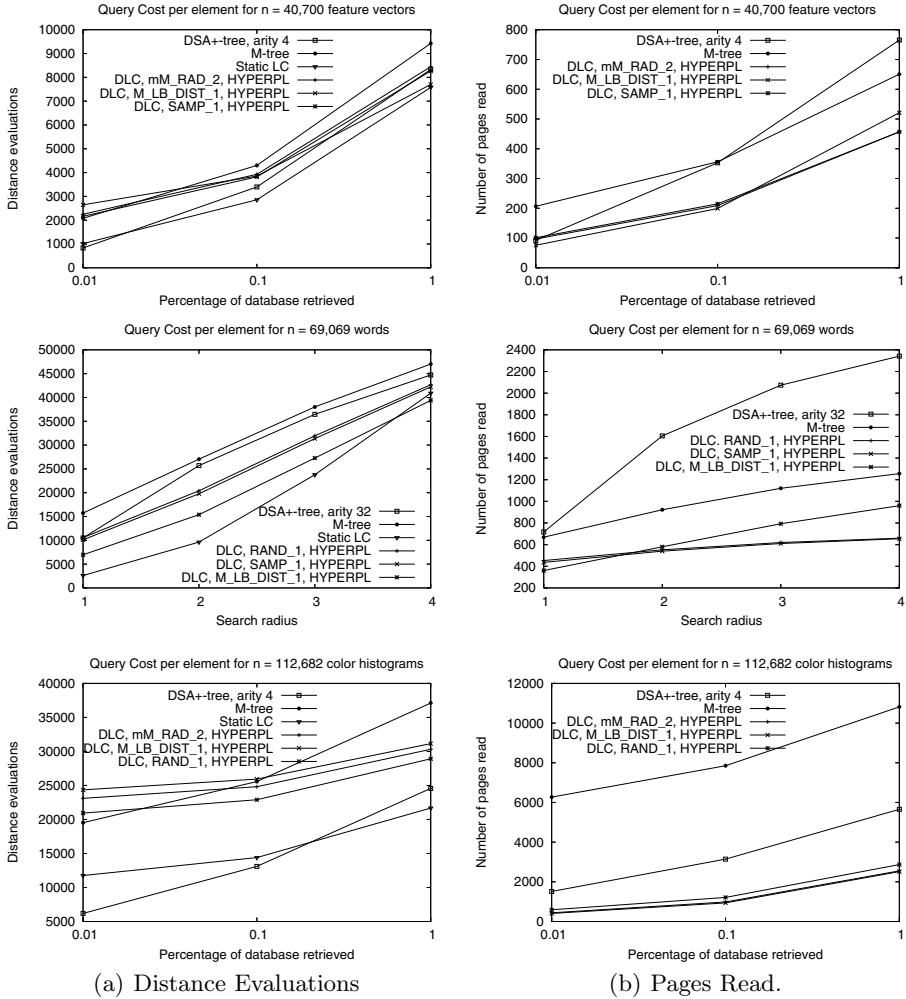 Query Cost per element for n = 40,700 feature vectors
10000
9000
8000
7000
6000
5000
4000
3000
2000
1000
0
Distance evaluations
DSA+-tree, arity 4
M-tree
Static LC
DLC, mM_RAD_2, HYPERPL
DLC, M_LB_DIST_1, HYPERPL
DLC, SAMP_1, HYPERPL
0.01
0.1
1
Percentage of database retrieved
Query Cost per element for n = 40,700 feature vectors
800
700
600
500
400
300
200
100
0
Number of pages read
DSA+-tree, arity 4
M-tree
DLC, mM_RAD_2, HYPERPL
DLC, M_LB_DIST_1, HYPERPL
DLC, SAMP_1, HYPERPL
0.01
0.1
1
Percentage of database retrieved
Query Cost per element for n = 69,069 words
50000
45000
40000
35000
30000
25000
20000
15000
10000
5000
0
Distance evaluations
DSA+-tree, arity 32
M-tree
Static LC
DLC, RAND_1, HYPERPL
DLC, SAMP_1, HYPERPL
DLC, M_LB_DIST_1, HYPERPL
1
2
3
4
Search radius
Query Cost per element for n = 69,069 words
2400
2200
2000
1800
1600
1400
1200
1000
800
600
400
200
Number of pages read
DSA+-tree, arity 32
M-tree
DLC. RAND_1, HYPERPL
DLC, SAMP_1, HYPERPL
DLC, M_LB_DIST_1, HYPERPL
1
2
3
4
Search radius
Query Cost per element for n = 112,682 color histograms
40000
35000
30000
25000
20000
15000
10000
5000
Distance evaluations
DSA+-tree, arity 4
M-tree
Static LC
DLC, mM_RAD_2, HYPERPL
DLC, M_LB_DIST_1, HYPERPL
DLC, RAND_1, HYPERPL
0.01
0.1
1
Percentage of database retrieved
Query Cost per element for n = 112,682 color histograms
12000
10000
8000
6000
4000
2000
0
Number of pages read
DSA+-tree, arity 4
M-tree
DLC, mM_RAD_2, HYPERPL
DLC, M_LB_DIST_1, HYPERPL
DLC, RAND_1, HYPERPL
0.01
0.1
1
Percentage of database retrieved
(a) Distance Evaluations
(b) Pages Read.